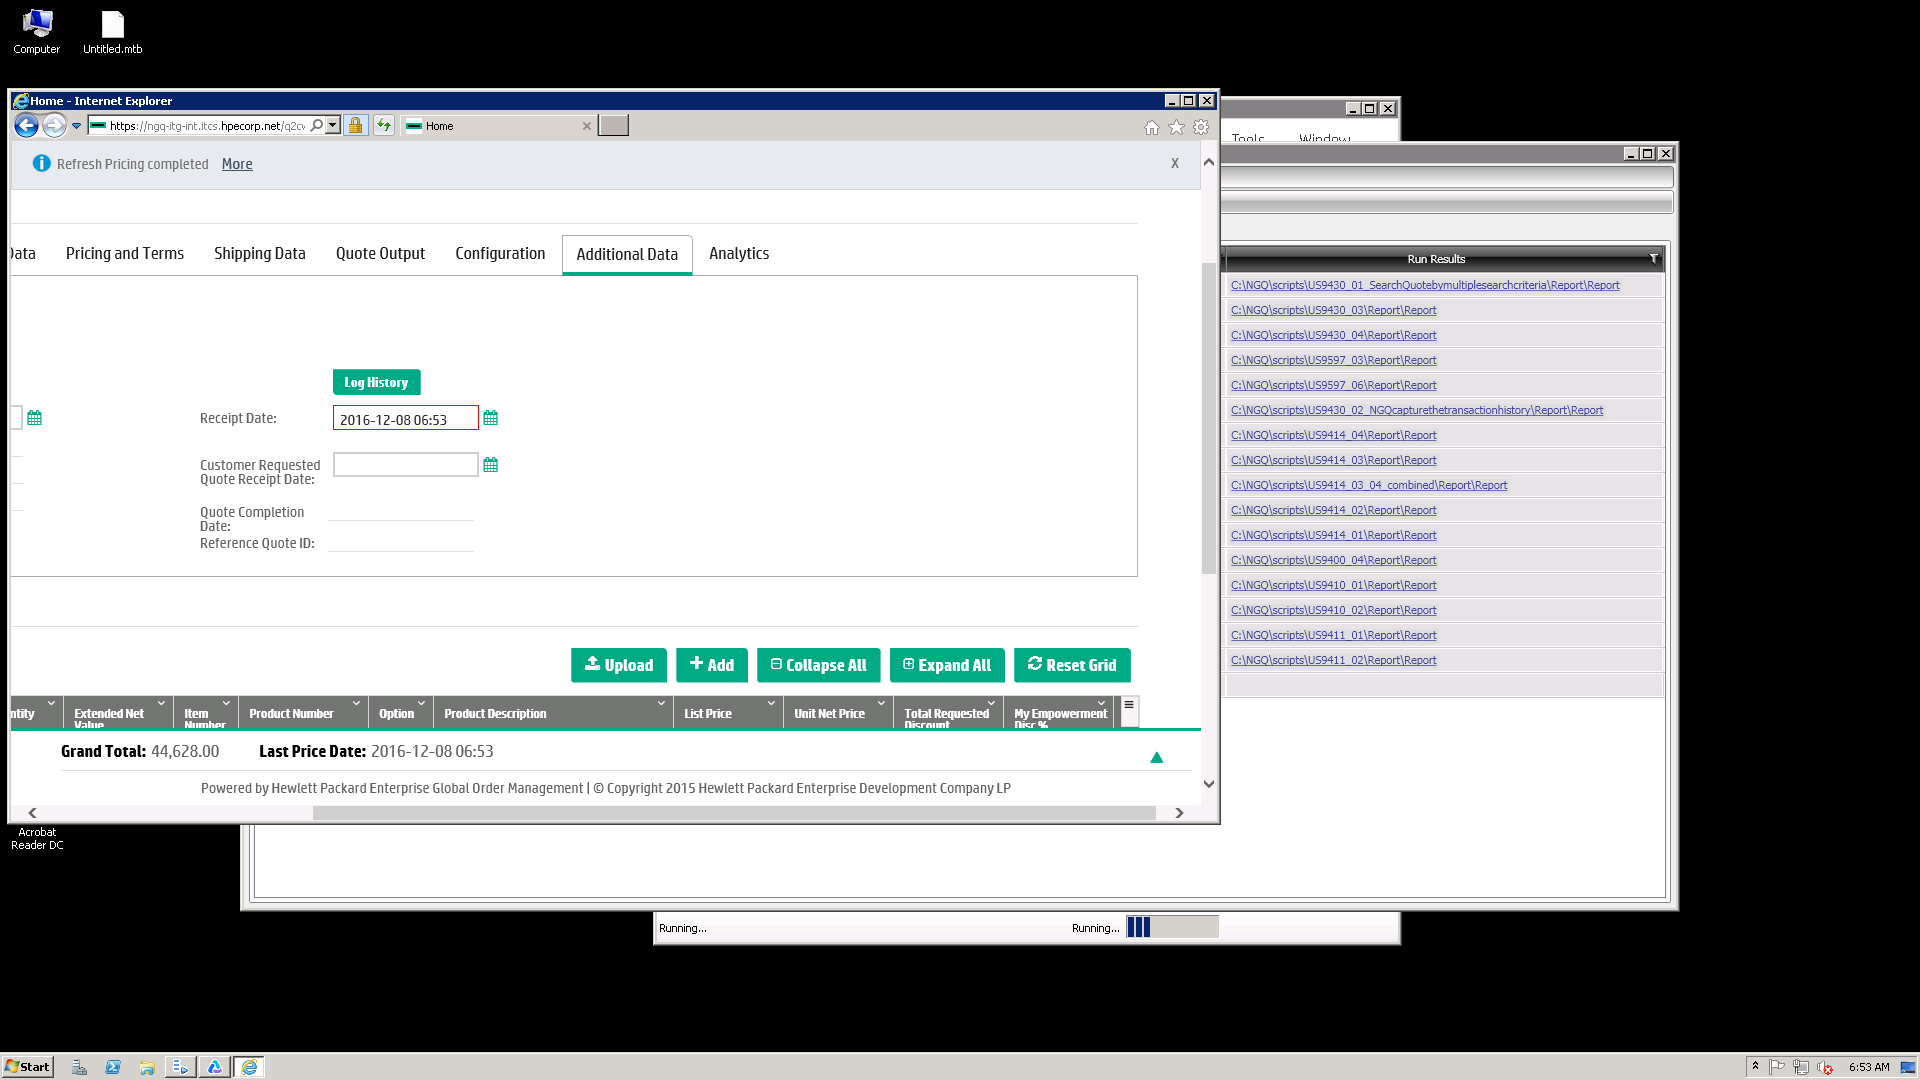 Computer
Untitled.mtb
Home - Internet Explorer
https://ngq-itg-int.itcs.hpecorp.net/q2c
Home
Tools Window
Refresh Pricing completed More
X
Data
Pricing and Terms
Shipping Data
Quote Output
Configuration
Additional Data
Analytics
Log History
Receipt Date:
2016-12-08 06:53
Customer Requested
Quote Receipt Date:
Quote Completion
Date:
Reference Quote ID:
Upload
Add
Collapse All
Expand All
Reset Grid
ntity
Extended Net
Value
Item
Number
Product Number
Option
Product Description
List Price
Unit Net Price
Total Requested
Discount
My Empowerment
Disc %
Grand Total: 44,628.00
Last Price Date: 2016-12-08 06:53
Powered by Hewlett Packard Enterprise Global Order Management | © Copyright 2015 Hewlett Packard Enterprise Development Company LP
Run Results
C:\NGQ\scripts\US9430_01_SearchQuotebymultiplesearchcriteria\Report\Report
C:\NGQ\scripts\US9430_03\Report\Report
C:\NGQ\scripts\US9430_04\Report\Report
C:\NGQ\scripts\US9597_03\Report\Report
C:\NGQ\scripts\US9597_06\Report\Report
C:\NGQ\scripts\US9430_02_NGQcapturethetransactionhistory\Report\Report
C:\NGQ\scripts\US9414_04\Report\Report
C:\NGQ\scripts\US9414_03\Report\Report
C:\NGQ\scripts\US9414_03_04_combined\Report\Report
C:\NGQ\scripts\US9414_02\Report\Report
C:\NGQ\scripts\US9414_01\Report\Report
C:\NGQ\scripts\US9400_04\Report\Report
C:\NGQ\scripts\US9410_01\Report\Report
C:\NGQ\scripts\US9410_02\Report\Report
C:\NGQ\scripts\US9411_01\Report\Report
C:\NGQ\scripts\US9411_02\Report\Report
Acrobat
Reader DC
Running...
Running...
Start
6:53 AM